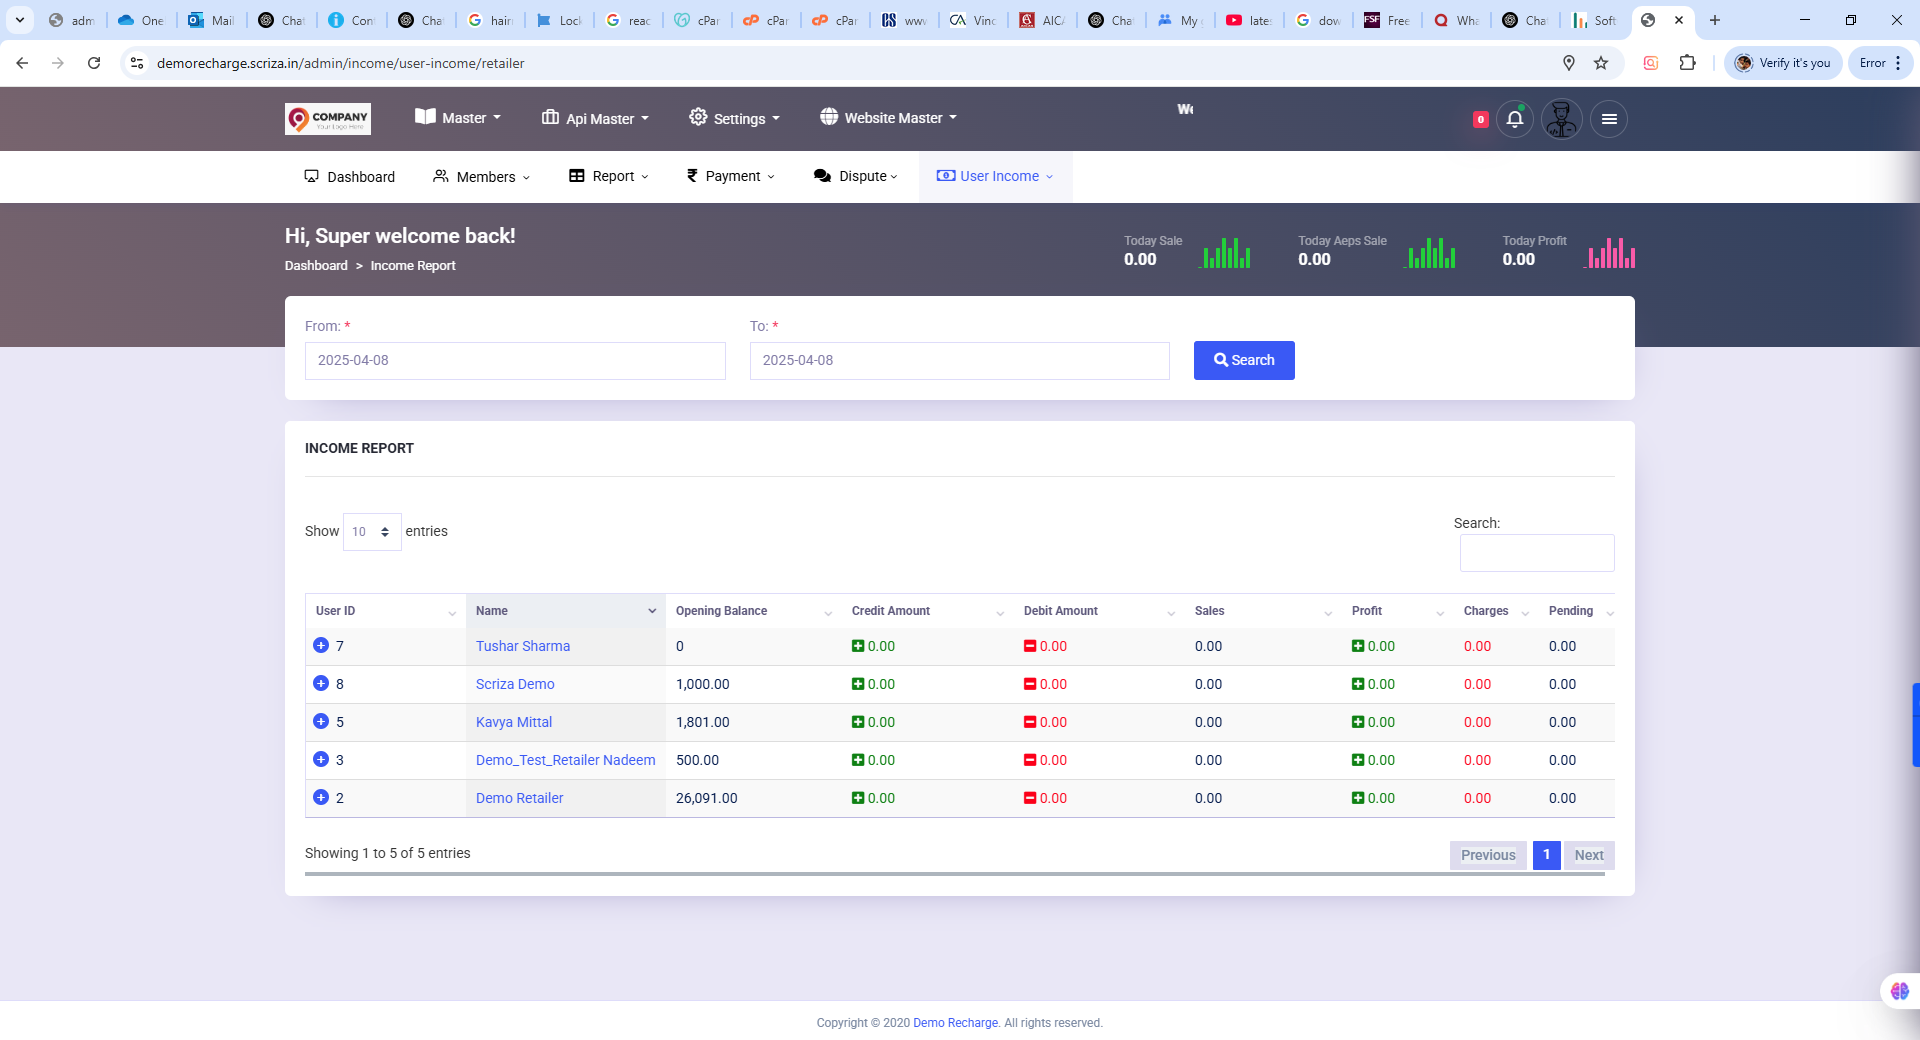 adm
One
Mail
Chat
Con
Chat
hair
Lock
reac
cPar
cPar
cPar
www
Vinc
AICA
Chat
My
late
dow
Free
Wha
Chat
Soft
demorecharge.scriza.in/admin/income/user-income/retailer
Verify it's you
Error
COMPANY
Your Logo Here
Master
Api Master
Settings
Website Master
We
0
Dashboard
Members
Report
Payment
Dispute
User Income
Hi, Super welcome back!
Dashboard > Income Report
Today Sale
0.00
Today Aeps Sale
0.00
Today Profit
0.00
From: *
2025-04-08
To: *
2025-04-08
Search
INCOME REPORT
Show 10 entries
Search:
User ID Name Opening Balance Credit Amount Debit Amount Sales Profit Charges Pending
7 Tushar Sharma 0 0.00 0.00 0.00 0.00 0.00 0.00
8 Scriza Demo 1,000.00 0.00 0.00 0.00 0.00 0.00 0.00
5 Kavya Mittal 1,801.00 0.00 0.00 0.00 0.00 0.00 0.00
3 Demo_Test_Retailer Nadeem 500.00 0.00 0.00 0.00 0.00 0.00 0.00
2 Demo Retailer 26,091.00 0.00 0.00 0.00 0.00 0.00 0.00
Showing 1 to 5 of 5 entries
Previous 1 Next
Copyright © 2020 Demo Recharge. All rights reserved.